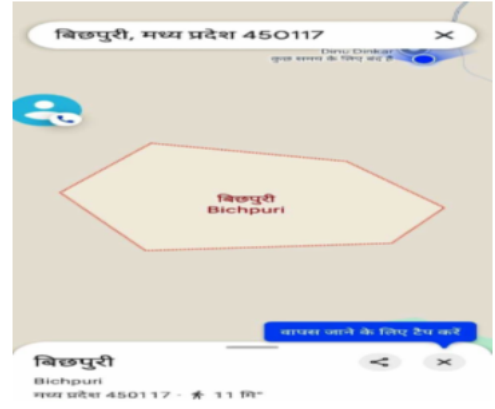 बिछपुरी, मध्य प्रदेश 450117
Dinu Dinkar
कुछ समय के लिए बंद है
बिछपुरी
Bichpuri
वापस जाने के लिए टैप करें
बिछपुरी
Bichpuri
मध्य प्रदेश 450117 · 11 मि॰